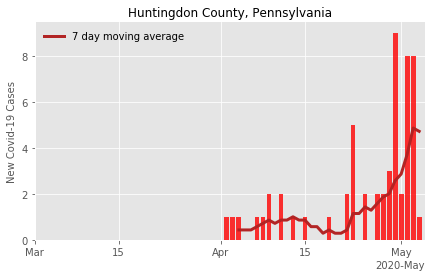 Huntingdon County, Pennsylvania
7 day moving average
New Covid-19 Cases
8
6
4
2
0
Mar
15
Apr
15
May
2020-May